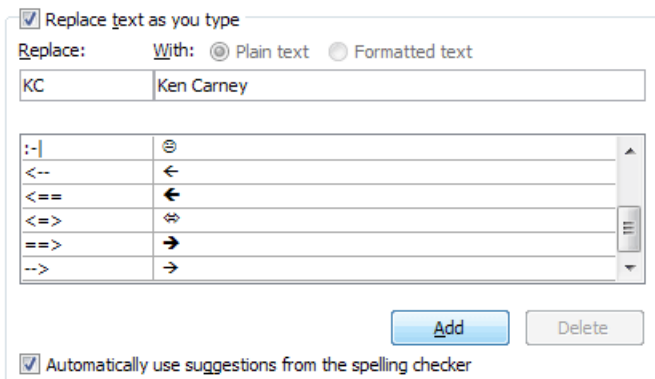 Replace text as you type
Replace: With: Plain text Formatted text
KC Ken Carney
:-| 😐
<-- ←
<== 🡸
<=> ⬄
==> ➔
--> →
Add Delete
Automatically use suggestions from the spelling checker